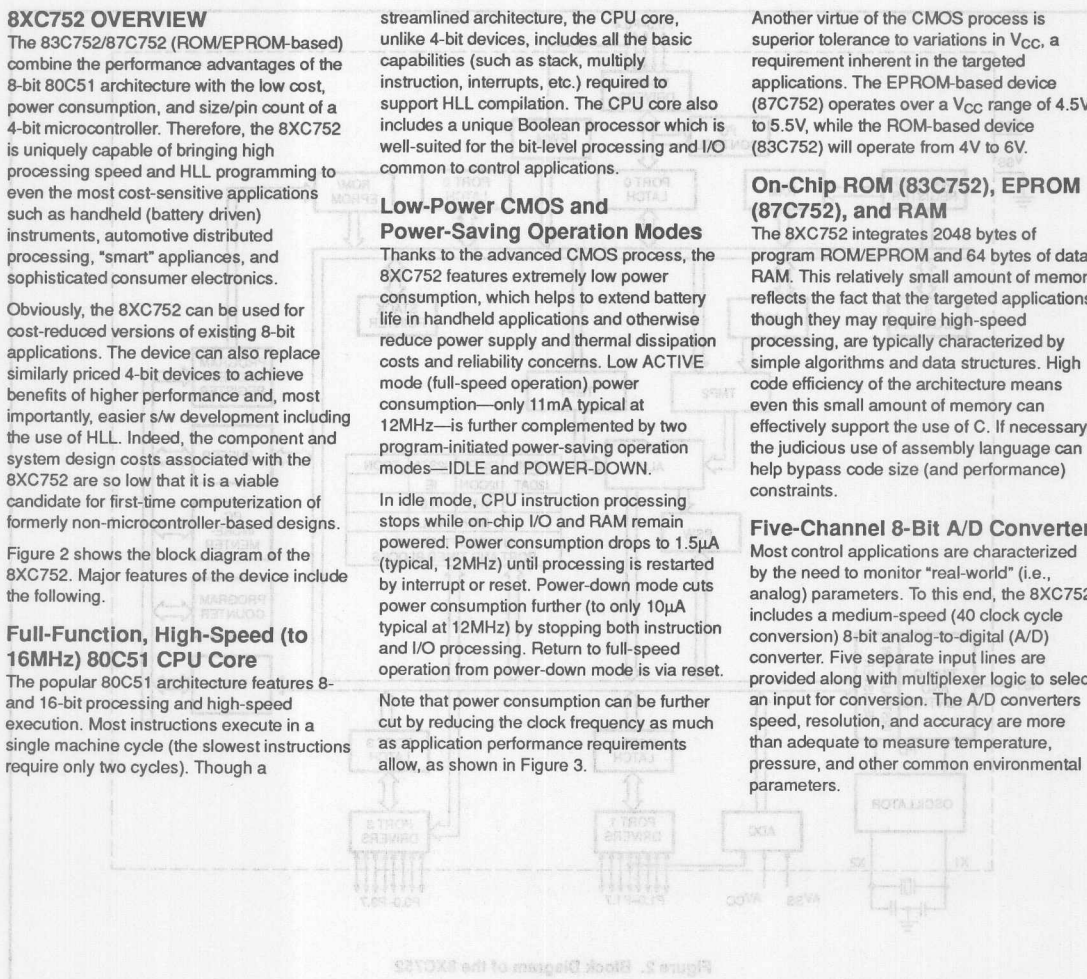 8XC752 OVERVIEW
The 83C752/87C752 (ROM/EPROM-based)
combine the performance advantages of the
8-bit 80C51 architecture with the low cost,
power consumption, and size/pin count of a
4-bit microcontroller. Therefore, the 8XC752
is uniquely capable of bringing high
processing speed and HLL programming to
even the most cost-sensitive applications
such as handheld (battery driven)
instruments, automotive distributed
processing, "smart" appliances, and
sophisticated consumer electronics.
Obviously, the 8XC752 can be used for
cost-reduced versions of existing 8-bit
applications. The device can also replace
similarly priced 4-bit devices to achieve
benefits of higher performance and, most
importantly, easier s/w development including
the use of HLL. Indeed, the component and
system design costs associated with the
8XC752 are so low that it is a viable
candidate for first-time computerization of
formerly non-microcontroller-based designs.
Figure 2 shows the block diagram of the
8XC752. Major features of the device include
the following.
Full-Function, High-Speed (to
16MHz) 80C51 CPU Core
The popular 80C51 architecture features 8-
and 16-bit processing and high-speed
execution. Most instructions execute in a
single machine cycle (the slowest instructions
require only two cycles). Though a
streamlined architecture, the CPU core,
unlike 4-bit devices, includes all the basic
capabilities (such as stack, multiply
instruction, interrupts, etc.) required to
support HLL compilation. The CPU core also
includes a unique Boolean processor which is
well-suited for the bit-level processing and I/O
common to control applications.
Low-Power CMOS and
Power-Saving Operation Modes
Thanks to the advanced CMOS process, the
8XC752 features extremely low power
consumption, which helps to extend battery
life in handheld applications and otherwise
reduce power supply and thermal dissipation
costs and reliability concerns. Low ACTIVE
mode (full-speed operation) power
consumption—only 11mA typical at
12MHz—is further complemented by two
program-initiated power-saving operation
modes—IDLE and POWER-DOWN.
In idle mode, CPU instruction processing
stops while on-chip I/O and RAM remain
powered. Power consumption drops to 1.5µA
(typical, 12MHz) until processing is restarted
by interrupt or reset. Power-down mode cuts
power consumption further (to only 10µA
typical at 12MHz) by stopping both instruction
and I/O processing. Return to full-speed
operation from power-down mode is via reset.
Note that power consumption can be further
cut by reducing the clock frequency as much
as application performance requirements
allow, as shown in Figure 3.
Another virtue of the CMOS process is
superior tolerance to variations in VCC, a
requirement inherent in the targeted
applications. The EPROM-based device
(87C752) operates over a VCC range of 4.5V
to 5.5V, while the ROM-based device
(83C752) will operate from 4V to 6V.
On-Chip ROM (83C752), EPROM
(87C752), and RAM
The 8XC752 integrates 2048 bytes of
program ROM/EPROM and 64 bytes of data
RAM. This relatively small amount of memor
reflects the fact that the targeted applications
though they may require high-speed
processing, are typically characterized by
simple algorithms and data structures. High
code efficiency of the architecture means
even this small amount of memory can
effectively support the use of C. If necessary
the judicious use of assembly language can
help bypass code size (and performance)
constraints.
Five-Channel 8-Bit A/D Converter
Most control applications are characterized
by the need to monitor "real-world" (i.e.,
analog) parameters. To this end, the 8XC752
includes a medium-speed (40 clock cycle
conversion) 8-bit analog-to-digital (A/D)
converter. Five separate input lines are
provided along with multiplexer logic to selec
an input for conversion. The A/D converters
speed, resolution, and accuracy are more
than adequate to measure temperature,
pressure, and other common environmental
parameters.